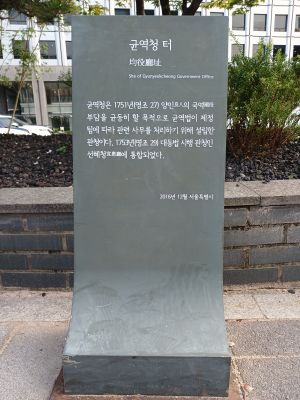 균역청 터
均役廳址
Site of Gyunyeokcheong Government Office
균역청은 1751년(영조 27) 양인良人의 국역國役
부담을 균등히 할 목적으로 균역법이 제정
됨에 따라 관련 사무를 처리하기 위해 설립한
관청이다. 1753년(영조 29) 대동법 시행 관청인
선혜청宣惠廳에 통합되었다.
2016년 12월 서울특별시